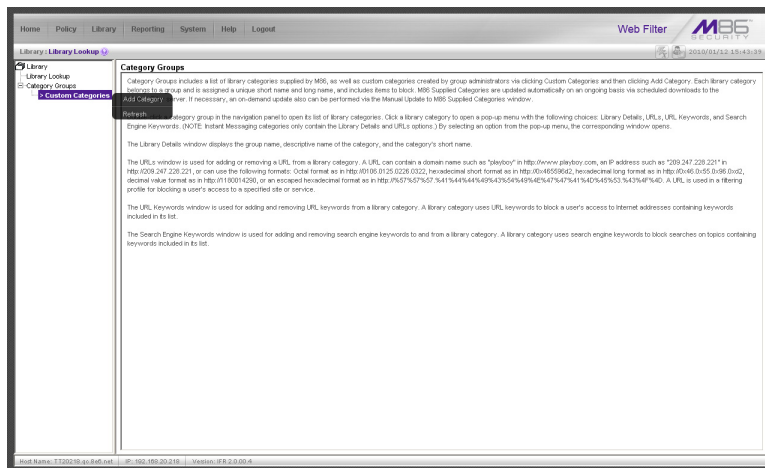 Home Policy Library Reporting System Help Logout
Web Filter
M86 SECURITY
Library : Library Lookup
2010/01/12 15:43:39
Library
Library Lookup
Category Groups
> Custom Categories
Add Category
Refresh
Category Groups
Category Groups includes a list of library categories supplied by M86, as well as custom categories created by group administrators via clicking Custom Categories and then clicking Add Category. Each library category
belongs to a group and is assigned a unique short name and long name, and includes items to block. M86 Supplied Categories are updated automatically on an ongoing basis via scheduled downloads to the
rver. If necessary, an on-demand update also can be performed via the Manual Update to M86 Supplied Categories window.
category group in the navigation panel to open its list of library categories. Click a library category to open a pop-up menu with the following choices: Library Details, URLs, URL Keywords, and Search
Engine Keywords. (NOTE: Instant Messaging categories only contain the Library Details and URLs options.) By selecting an option from the pop-up menu, the corresponding window opens.
The Library Details window displays the group name, descriptive name of the category, and the category's short name.
The URLs window is used for adding or removing a URL from a library category. A URL can contain a domain name such as "playboy" in http://www.playboy.com, an IP address such as "209.247.228.221" in
http://209.247.228.221, or can use the following formats: Octal format as in http://0106.0125.0226.0322, hexadecimal short format as in http://0x465596d2, hexadecimal long format as in http://0x46.0x55.0x96.0xd2,
decimal value format as in http://1180014290, or an escaped hexadecimal format as in http://%57%57%57.%41%44%44%49%43%54%49%4E%47%47%41%4D%45%53.%43%4F%4D. A URL is used in a filtering
profile for blocking a user's access to a specified site or service.
The URL Keywords window is used for adding and removing URL keywords from a library category. A library category uses URL keywords to block a user's access to Internet addresses containing keywords
included in its list.
The Search Engine Keywords window is used for adding and removing search engine keywords to and from a library category. A library category uses search engine keywords to block searches on topics containing
keywords included in its list.
Host Name: TT20218.qc.8e6.net IP: 192.168.20.218 Version: IFR 2.0.00.4